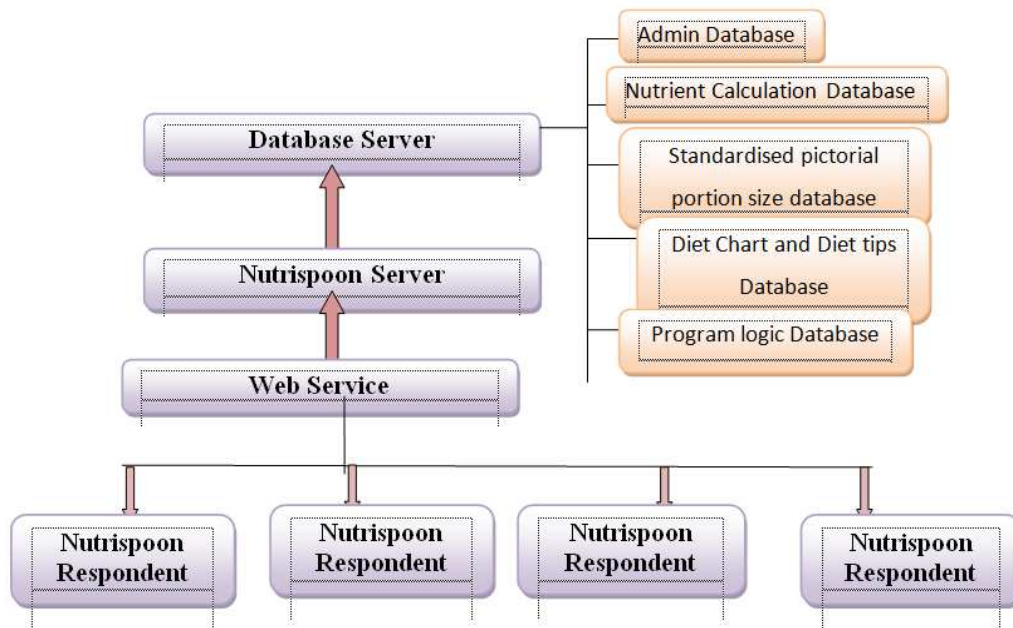 Admin Database
Nutrient Calculation Database
Database Server
Standardised pictorial
portion size database
Diet Chart and Diet tips
Database
Nutrispoon Server
Program logic Database
Web Service
Nutrispoon
Respondent
Nutrispoon
Respondent
Nutrispoon
Respondent
Nutrispoon
Respondent